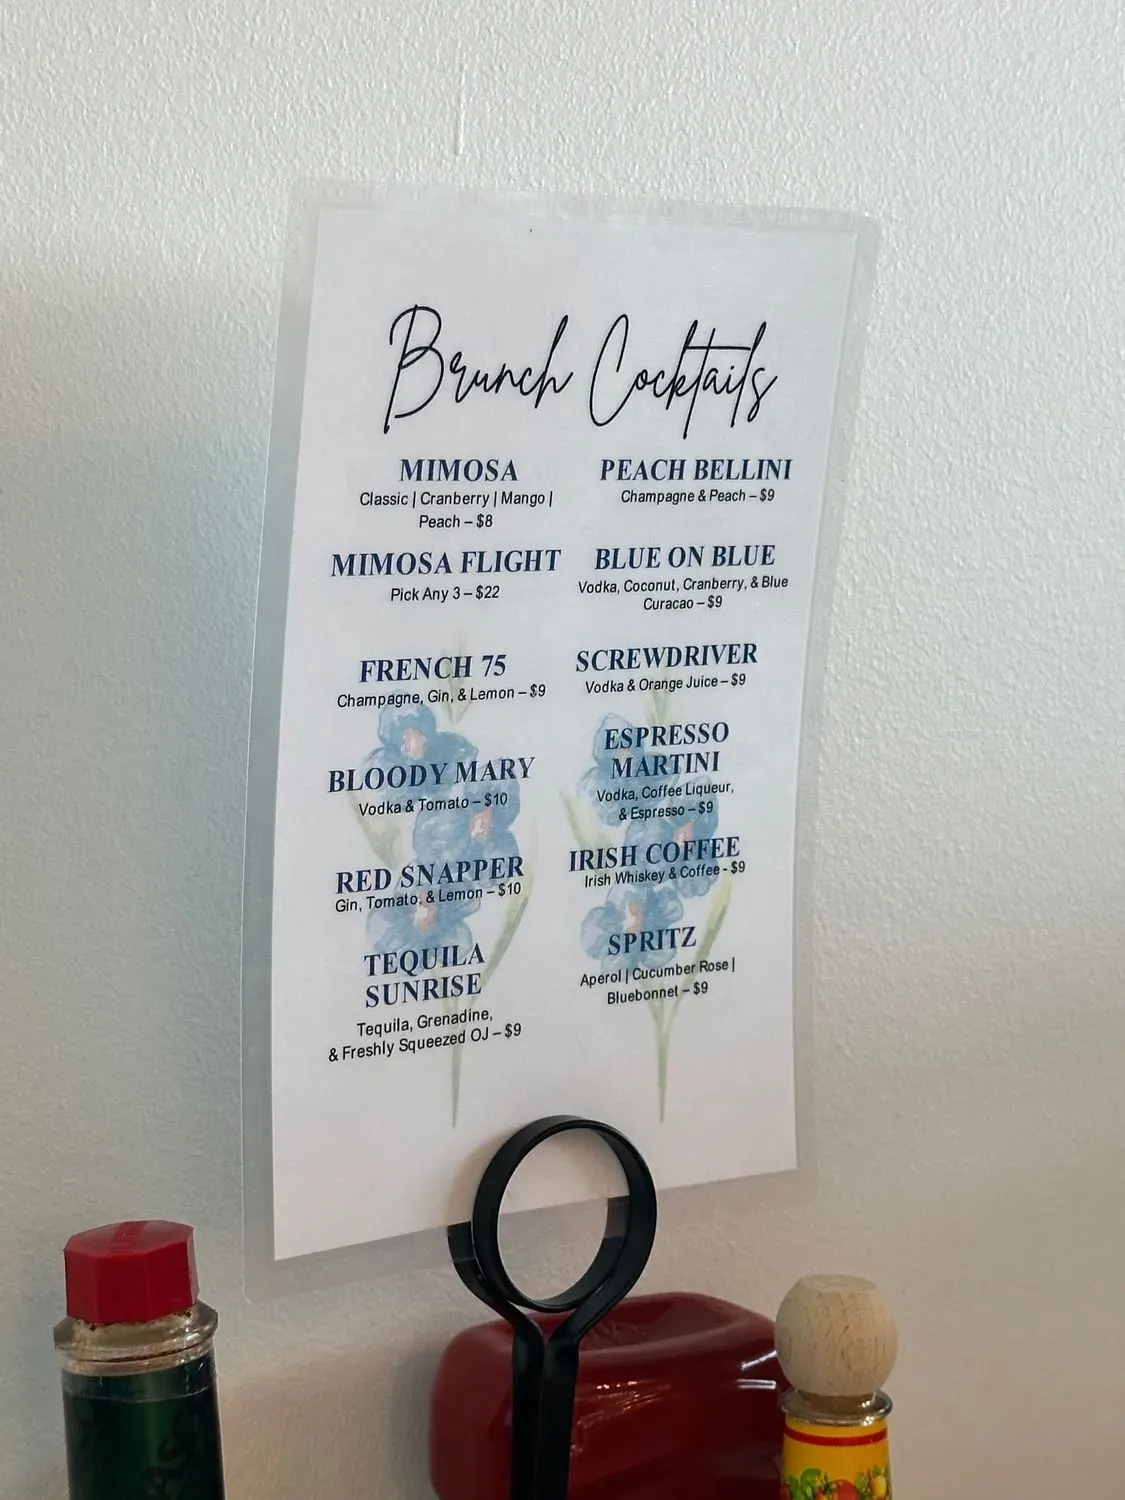 Brunch Cocktails
MIMOSA
Classic | Cranberry | Mango |
Peach – $8
MIMOSA FLIGHT
Pick Any 3 – $22
FRENCH 75
Champagne, Gin, & Lemon – $9
BLOODY MARY
Vodka & Tomato – $10
RED SNAPPER
Gin, Tomato, & Lemon – $10
TEQUILA
SUNRISE
Tequila, Grenadine,
& Freshly Squeezed OJ – $9
PEACH BELLINI
Champagne & Peach – $9
BLUE ON BLUE
Vodka, Coconut, Cranberry, & Blue
Curacao – $9
SCREWDRIVER
Vodka & Orange Juice – $9
ESPRESSO
MARTINI
Vodka, Coffee Liqueur,
& Espresso – $9
IRISH COFFEE
Irish Whiskey & Coffee - $9
SPRITZ
Aperol | Cucumber Rose |
Bluebonnet – $9